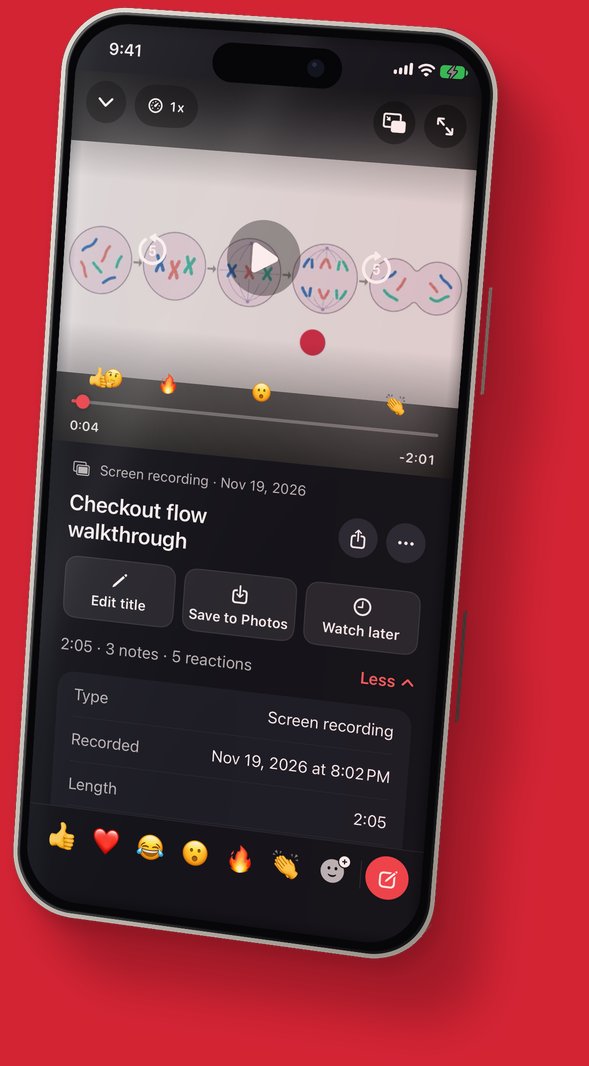 9:41
1x
5
5
0:04
-2:01
Screen recording · Nov 19, 2026
Checkout flow
walkthrough
Edit title
Save to Photos
Watch later
2:05 · 3 notes · 5 reactions
Less
Type
Screen recording
Recorded
Nov 19, 2026 at 8:02 PM
Length
2:05